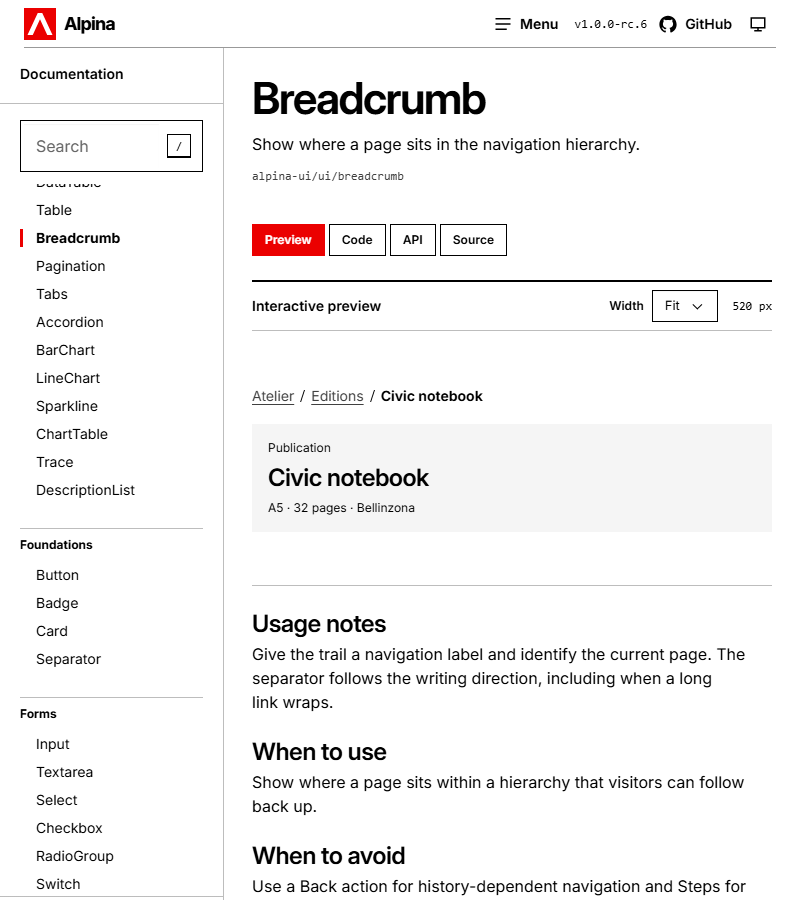 Alpina
Menu
v1.0.0-rc.6
GitHub
Documentation
Search
/
DataTable
Table
Breadcrumb
Pagination
Tabs
Accordion
BarChart
LineChart
Sparkline
ChartTable
Trace
DescriptionList
Foundations
Button
Badge
Card
Separator
Forms
Input
Textarea
Select
Checkbox
RadioGroup
Switch
Breadcrumb
Show where a page sits in the navigation hierarchy.
alpina-ui/ui/breadcrumb
Preview
Code
API
Source
Interactive preview
Width
Fit
520 px
Atelier / Editions / Civic notebook
Publication
Civic notebook
A5 · 32 pages · Bellinzona
Usage notes
Give the trail a navigation label and identify the current page. The
separator follows the writing direction, including when a long
link wraps.
When to use
Show where a page sits within a hierarchy that visitors can follow
back up.
When to avoid
Use a Back action for history-dependent navigation and Steps for